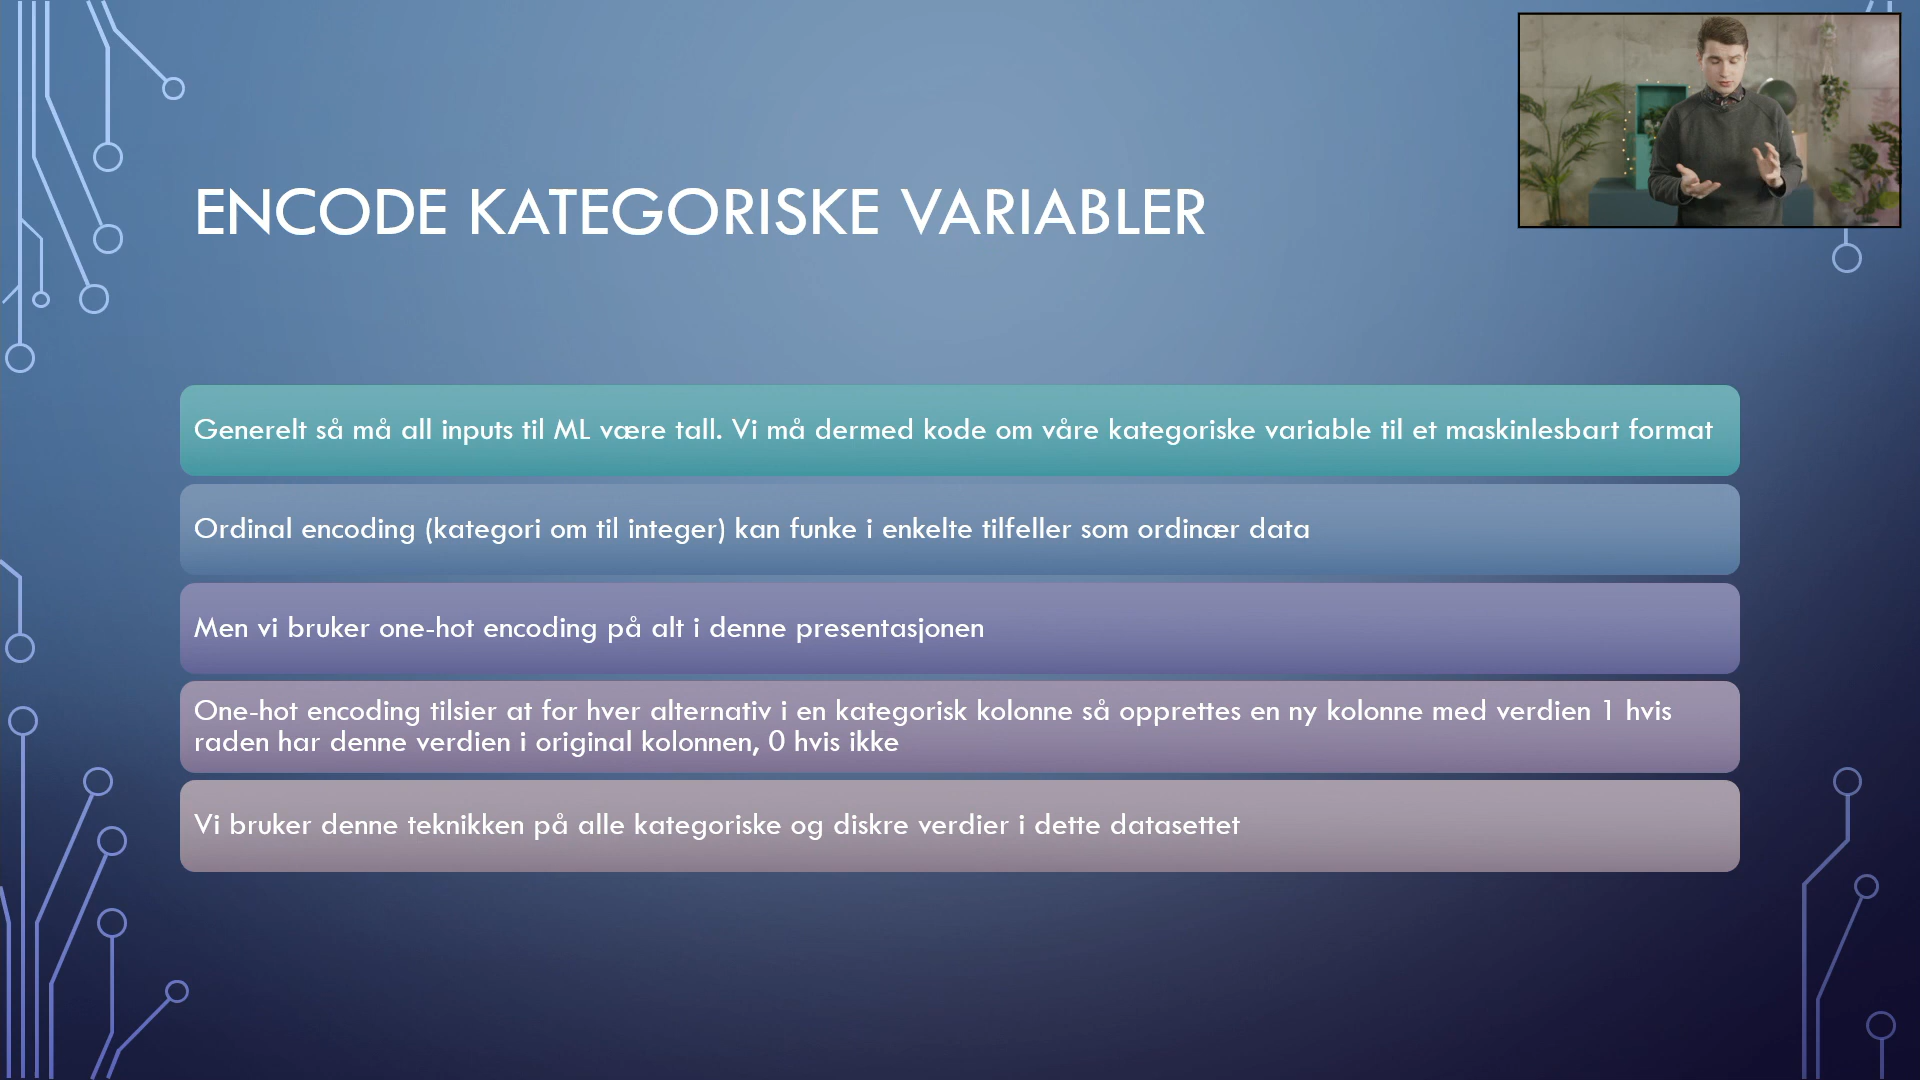 ENCODE KATEGORISKE VARIABLER
Generelt så må all inputs til ML være tall. Vi må dermed kode om våre kategoriske variable til et maskinlesbart format
Ordinal encoding (kategori om til integer) kan funke i enkelte tilfeller som ordinær data
Men vi bruker one-hot encoding på alt i denne presentasjonen
One-hot encoding tilsier at for hver alternativ i en kategorisk kolonne så opprettes en ny kolonne med verdien 1 hvis
raden har denne verdien i original kolonnen, 0 hvis ikke
Vi bruker denne teknikken på alle kategoriske og diskre verdier i dette datasettet